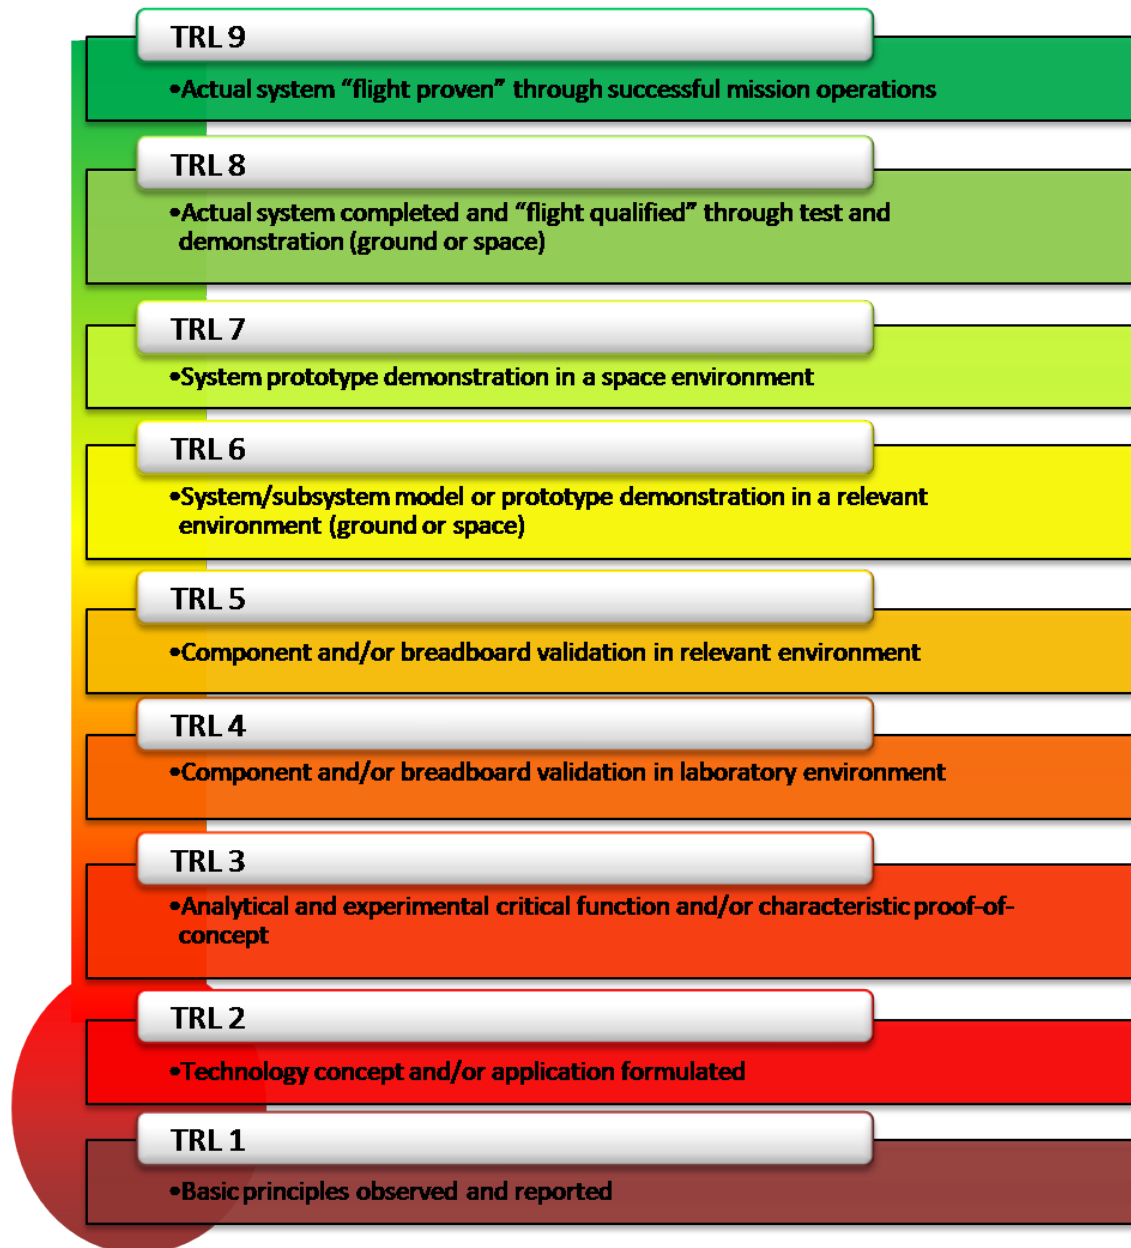 TRL 9
•Actual system “flight proven” through successful mission operations
TRL 8
•Actual system completed and “flight qualified” through test and
demonstration (ground or space)
TRL 7
•System prototype demonstration in a space environment
TRL 6
•System/subsystem model or prototype demonstration in a relevant
environment (ground or space)
TRL 5
•Component and/or breadboard validation in relevant environment
TRL 4
•Component and/or breadboard validation in laboratory environment
TRL 3
•Analytical and experimental critical function and/or characteristic proof-of-
concept
TRL 2
•Technology concept and/or application formulated
TRL 1
•Basic principles observed and reported